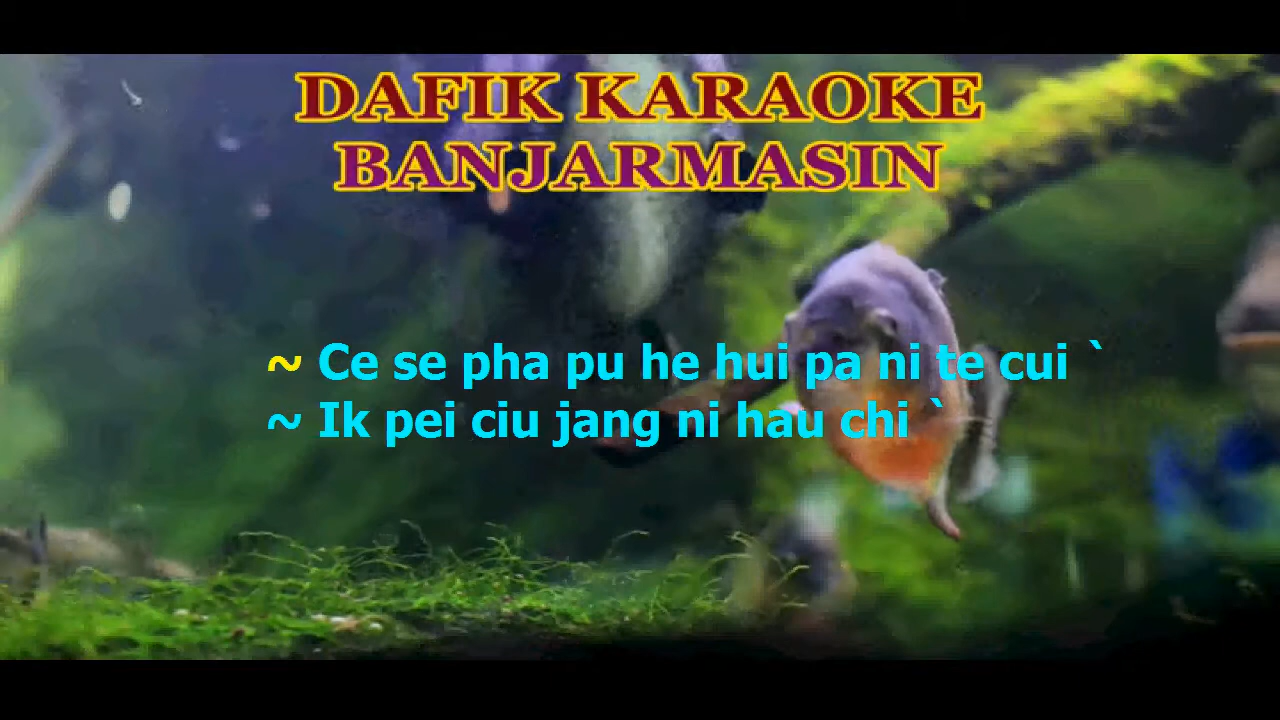 DAFIK KARAOKE
BANJARMASIN
~ Ce se pha pu he hui pa ni te cui `
~ Ik pei ciu jang ni hau chi `